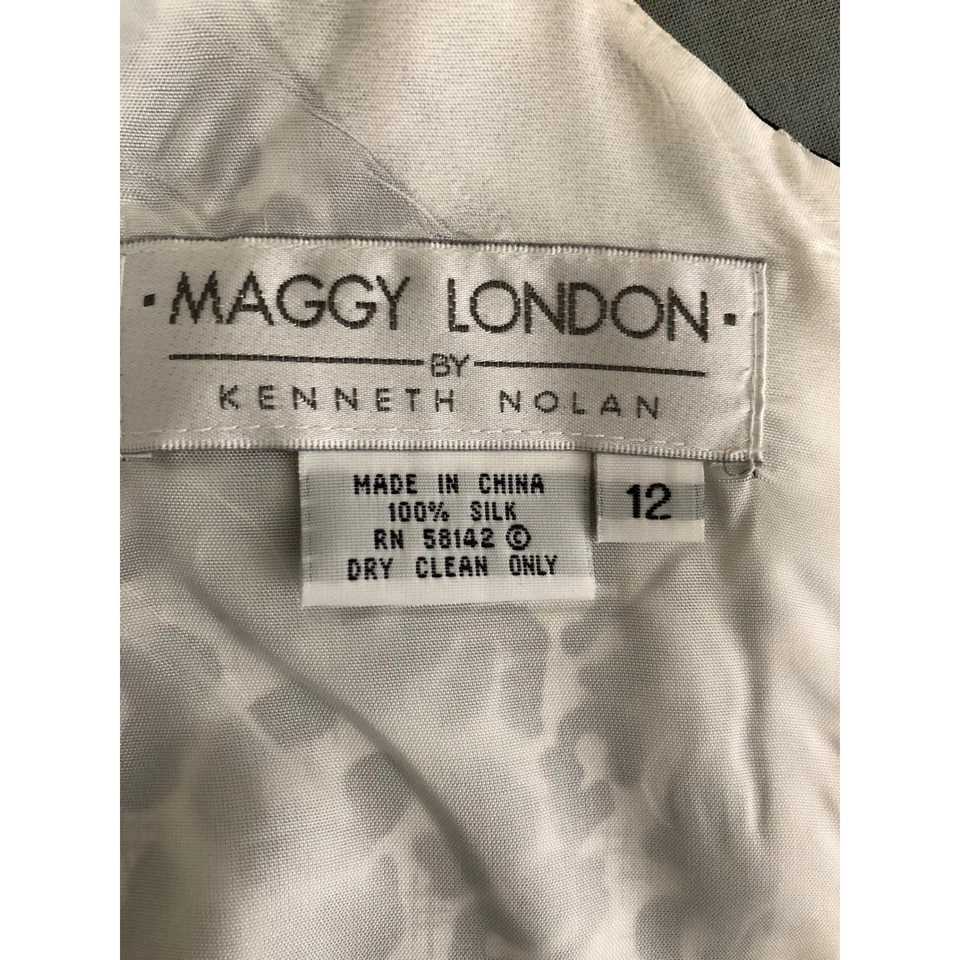 · MAGGY LONDON ·
BY
KENNETH NOLAN
MADE IN CHINA
100% SILK
RN 58142 ©
DRY CLEAN ONLY
12